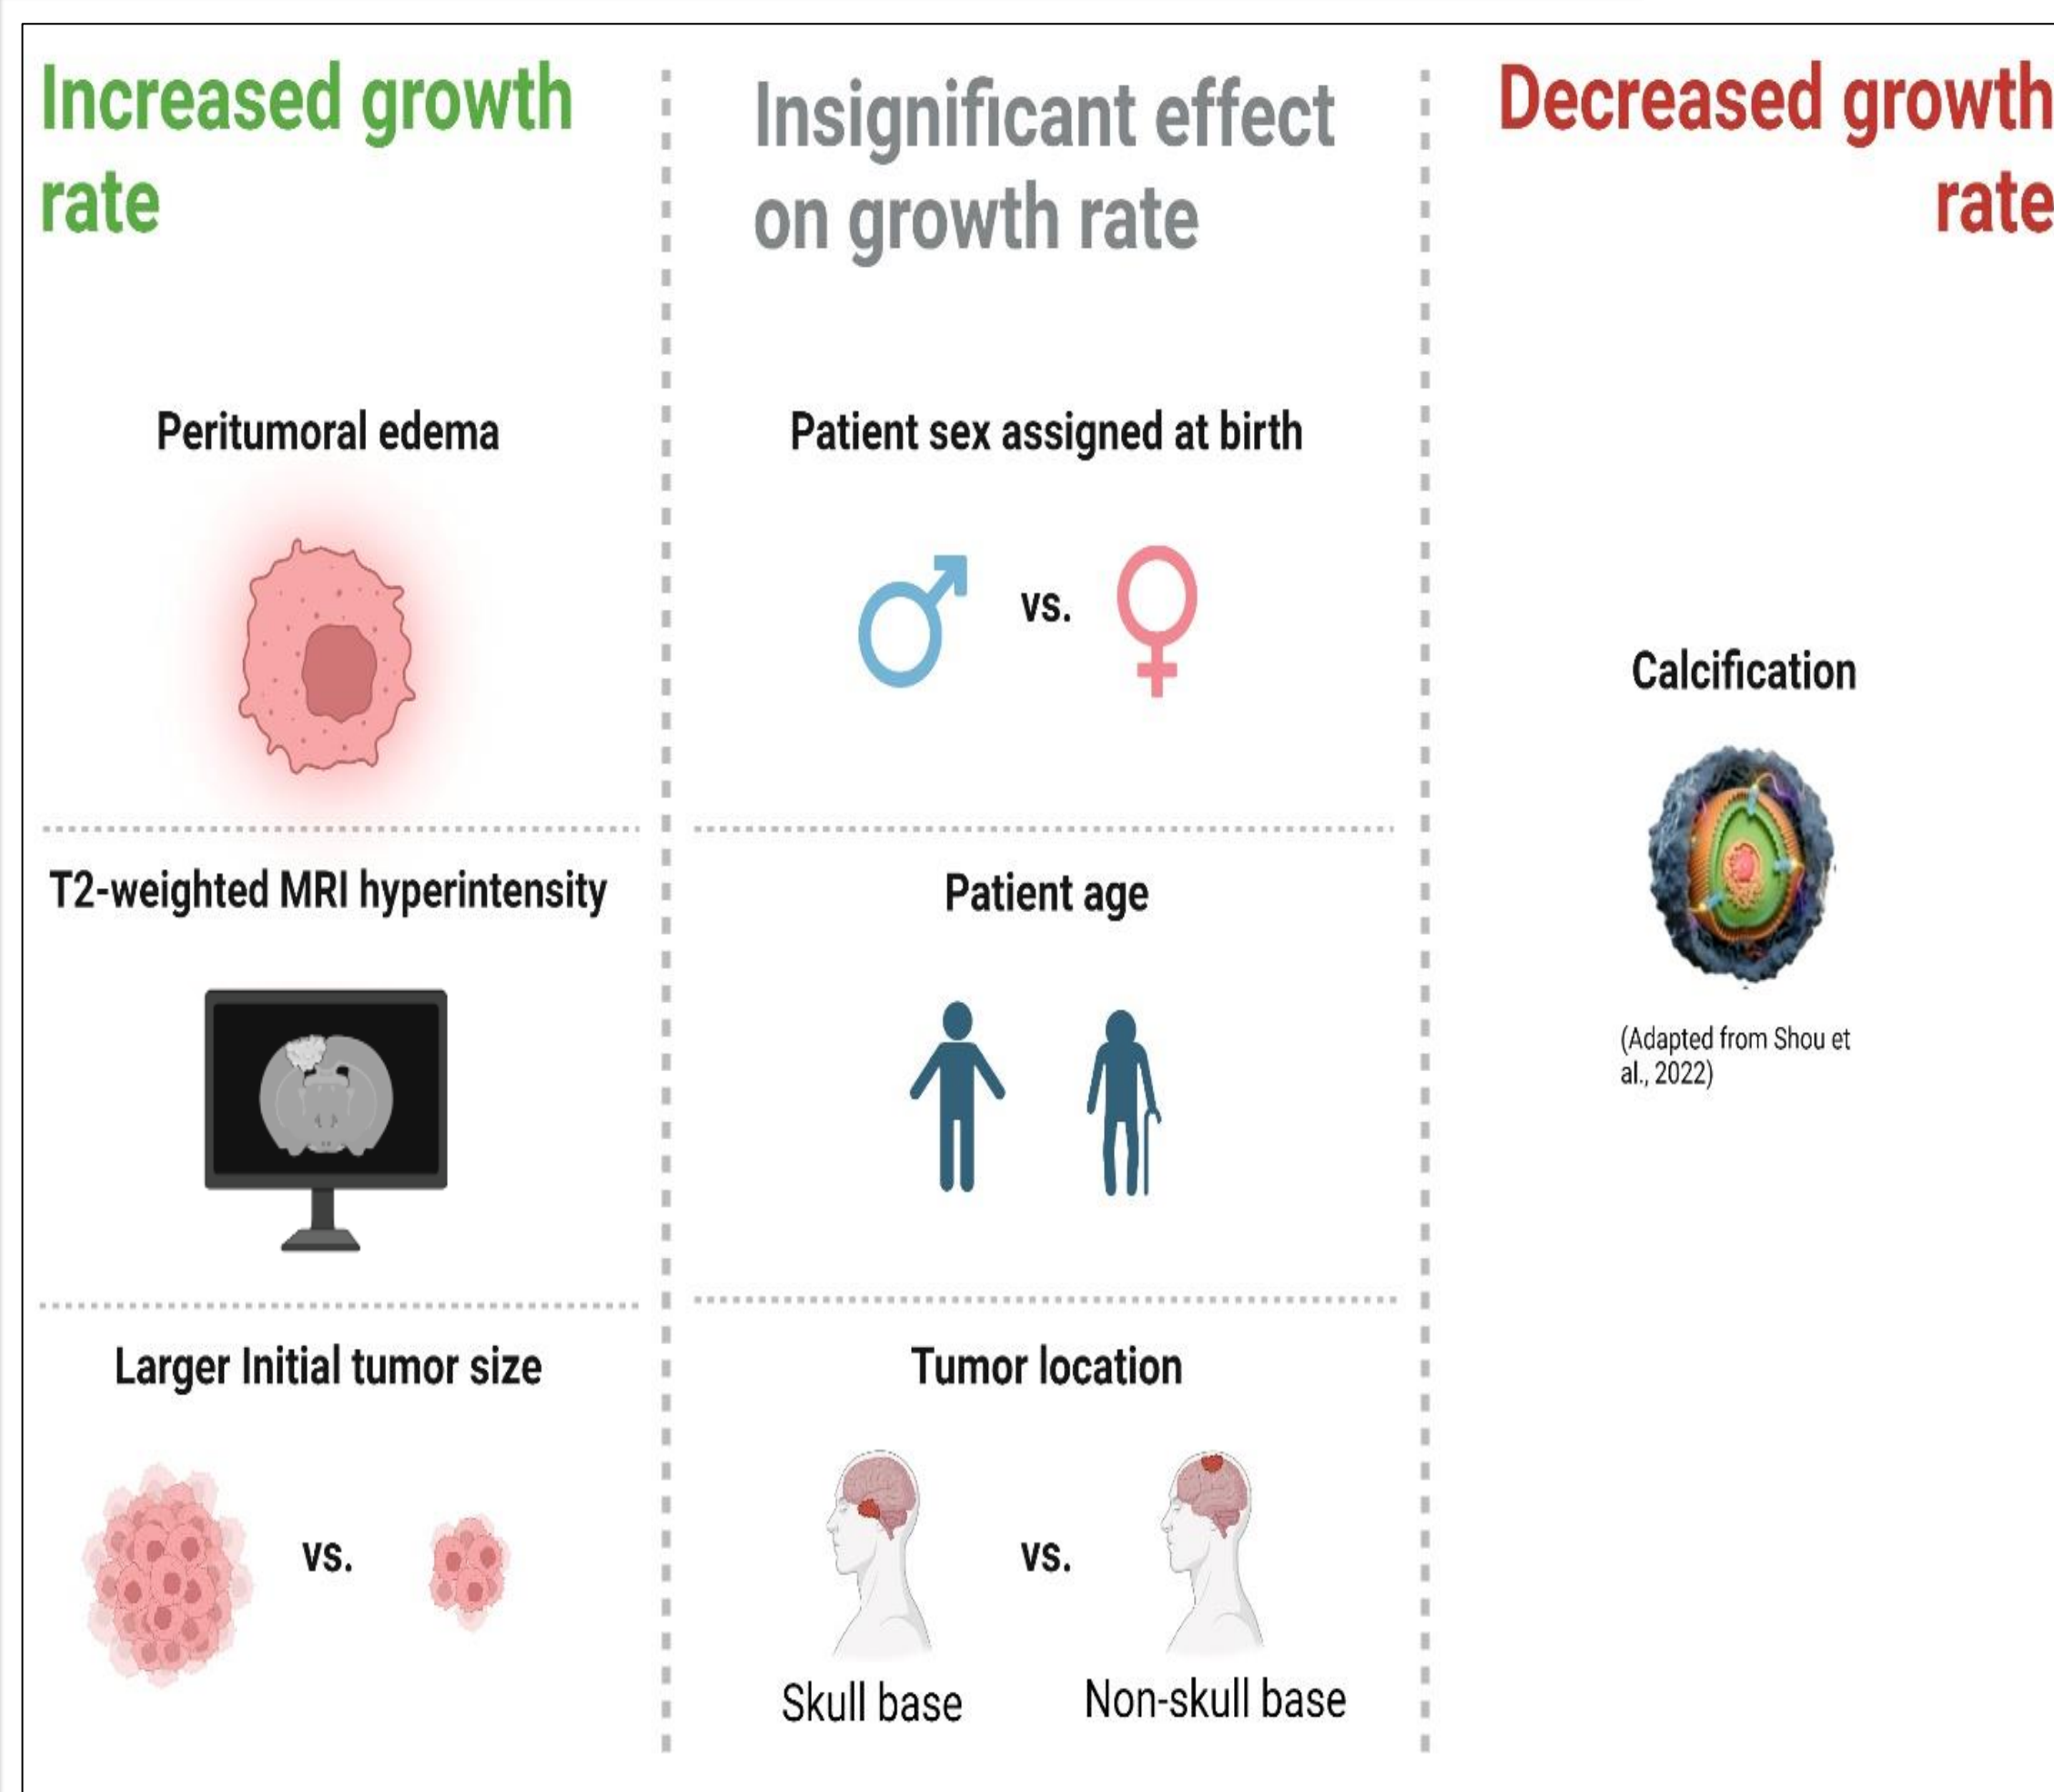 Increased growth
rate
Peritumoral edema
T2-weighted MRI hyperintensity
Larger Initial tumor size
vs.
Insignificant effect
on growth rate
Patient sex assigned at birth
vs.
Patient age
Tumor location
vs.
Skull base
Non-skull base
Decreased growth
rate
Calcification
(Adapted from Shou et
al., 2022)